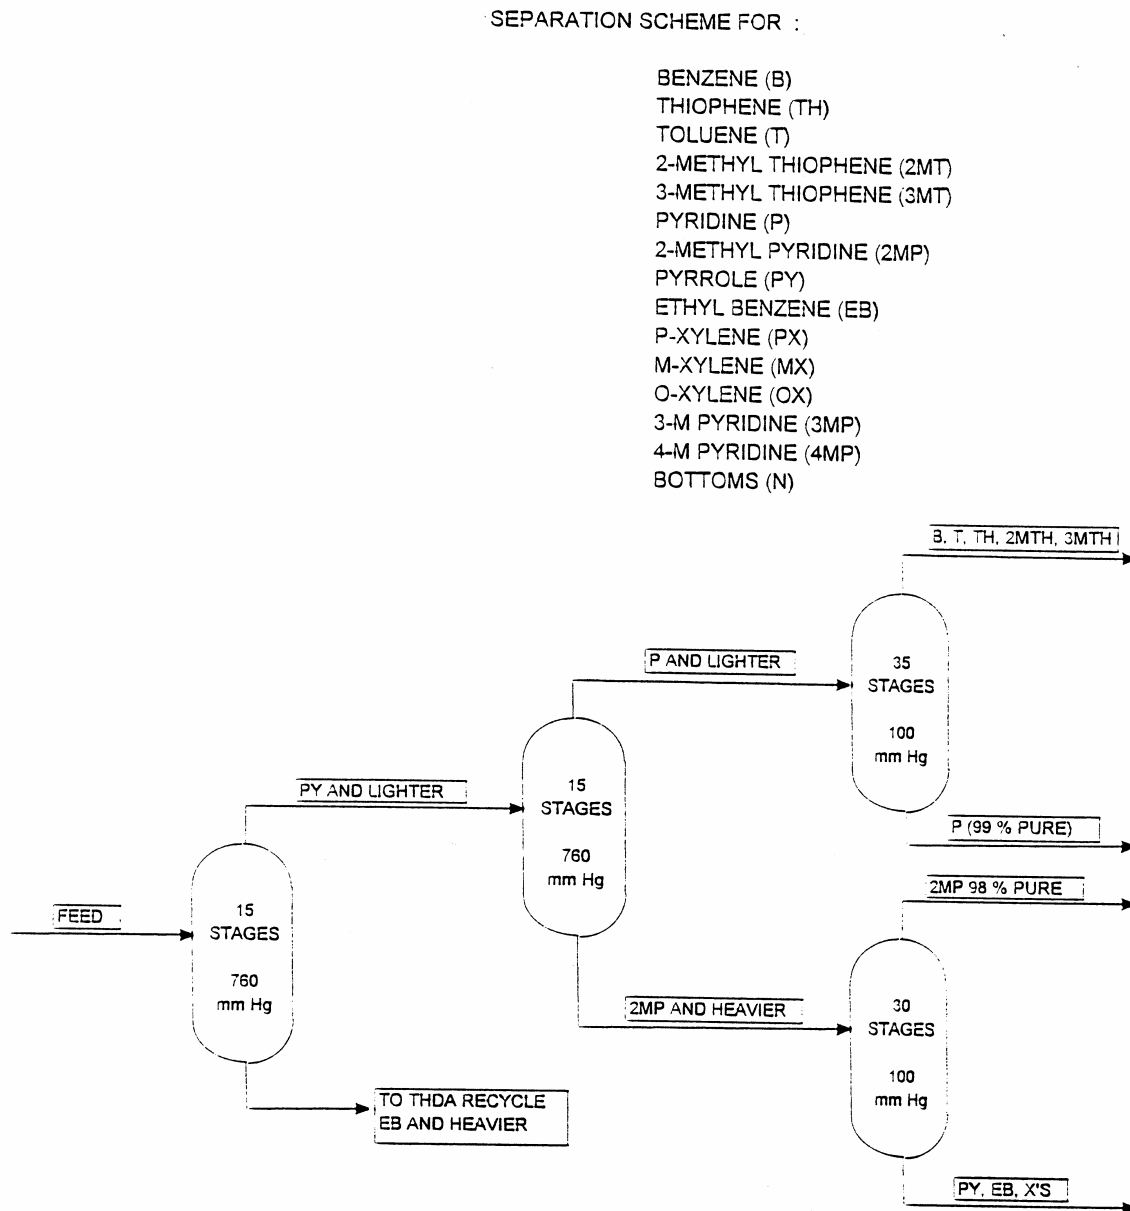 SEPARATION SCHEME FOR :
BENZENE (B)
THIOPHENE (TH)
TOLUENE (T)
2-METHYL THIOPHENE (2MT)
3-METHYL THIOPHENE (3MT)
PYRIDINE (P)
2-METHYL PYRIDINE (2MP)
PYRROLE (PY)
ETHYL BENZENE (EB)
P-XYLENE (PX)
M-XYLENE (MX)
O-XYLENE (OX)
3-M PYRIDINE (3MP)
4-M PYRIDINE (4MP)
BOTTOMS (N)
B, T, TH, 2MTH, 3MTH
P AND LIGHTER
35
STAGES
100
mm Hg
PY AND LIGHTER
15
STAGES
760
mm Hg
P (99 % PURE)
2MP 98 % PURE
FEED
15
STAGES
760
mm Hg
2MP AND HEAVIER
30
STAGES
100
mm Hg
TO THDA RECYCLE
EB AND HEAVIER
PY, EB, X'S